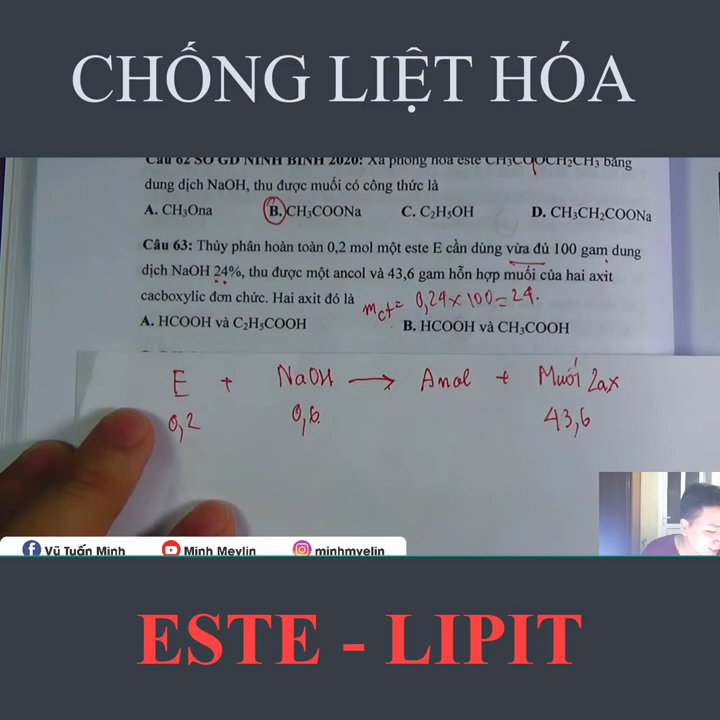 CHỐNG LIỆT HÓA
Câu 62 SỞ GD NINH BÌNH 2020: Xà phòng hóa este CH₃COOCH₂CH₃ bằng
dung dịch NaOH, thu được muối có công thức là
A. CH₃Ona B. CH₃COONa C. C₂H₅OH D. CH₃CH₂COONa
Câu 63: Thủy phân hoàn toàn 0,2 mol một este E cần dùng vừa đủ 100 gam dung
dịch NaOH 24%, thu được một ancol và 43,6 gam hỗn hợp muối của hai axit
cacboxylic đơn chức. Hai axit đó là
mct = 0,24 x 100 = 24.
A. HCOOH và C₂H₅COOH B. HCOOH và CH₃COOH
E + NaOH → Ancol + Muối 2ax
0,2 0,6 43,6
Vũ Tuấn Minh Minh Meylin minhmyelin
ESTE - LIPIT